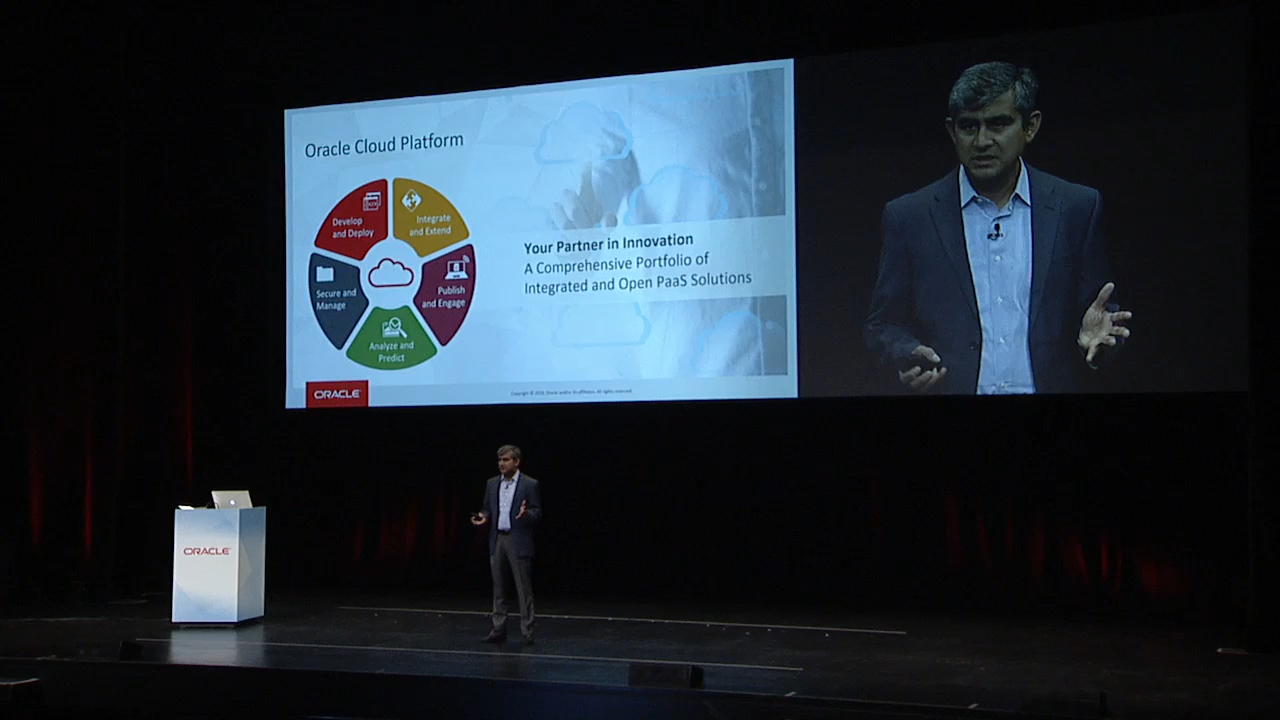 Oracle Cloud Platform
Develop
and Deploy
Integrate
and Extend
Secure and
Manage
Publish
and Engage
Analyze and
Predict
Your Partner in Innovation
A Comprehensive Portfolio of
Integrated and Open PaaS Solutions
ORACLE
ORACLE